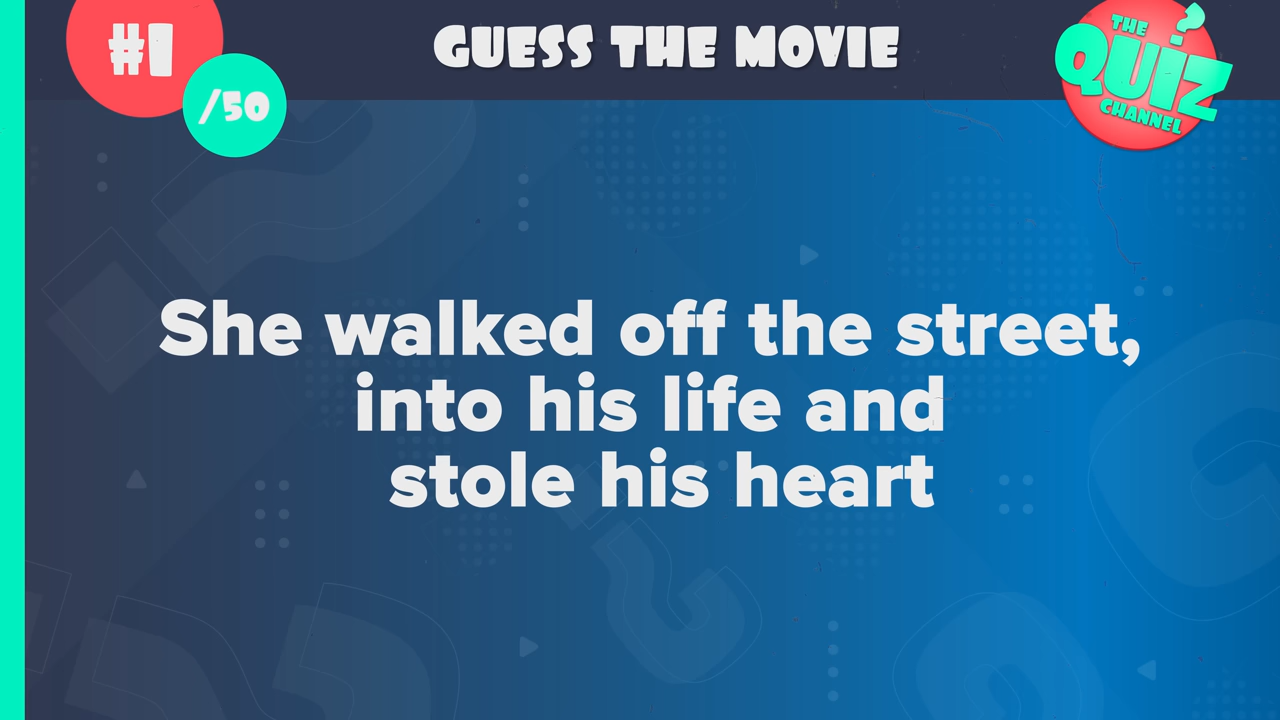 #1
/50
GUESS THE MOVIE
THE
QUIZ
CHANNEL
She walked off the street,
into his life and
stole his heart